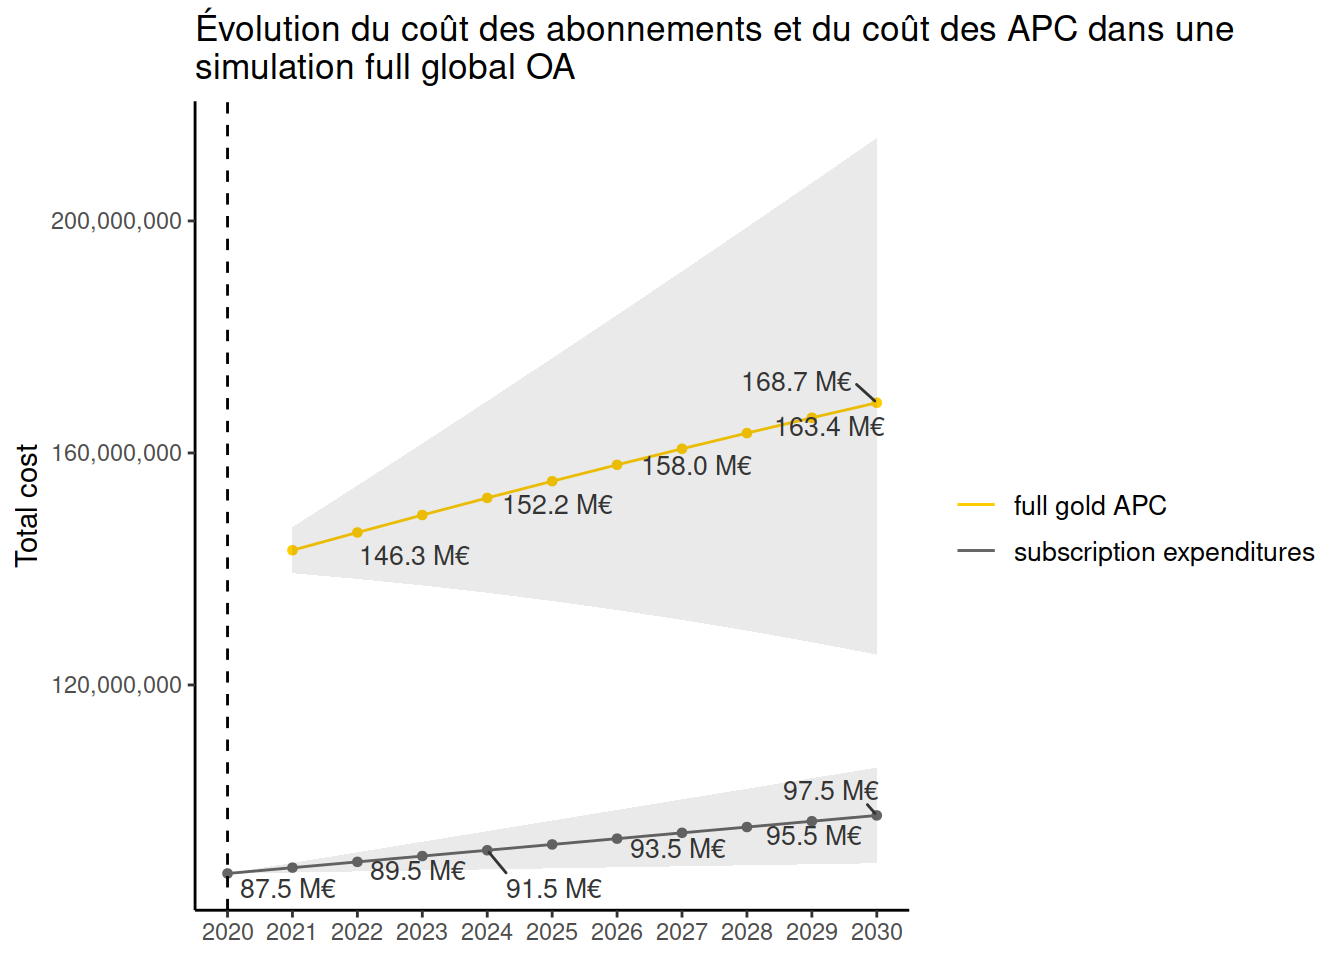 Évolution du coût des abonnements et du coût des APC dans une
simulation full global OA
Total cost
200,000,000
160,000,000
120,000,000
168.7 M€
163.4 M€
158.0 M€
152.2 M€
146.3 M€
97.5 M€
95.5 M€
93.5 M€
91.5 M€
89.5 M€
87.5 M€
2020 2021 2022 2023 2024 2025 2026 2027 2028 2029 2030
full gold APC
subscription expenditures